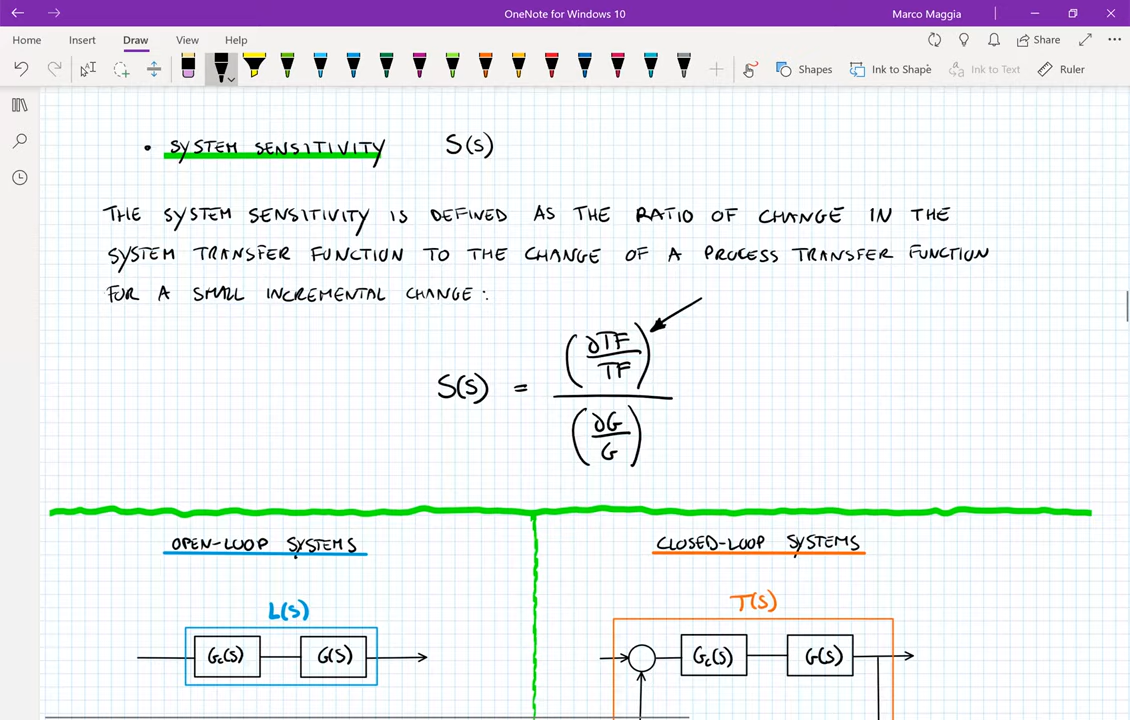 OneNote for Windows 10
Marco Maggia
Home Insert Draw View Help
Share
Shapes
Ink to Shape
Ink to Text
Ruler
• SYSTEM SENSITIVITY S(s)
THE SYSTEM SENSITIVITY IS DEFINED AS THE RATIO OF CHANGE IN THE
SYSTEM TRANSFER FUNCTION TO THE CHANGE OF A PROCESS TRANSFER FUNCTION
FOR A SMALL INCREMENTAL CHANGE:
S(s) = (∂TF/TF) / (∂G/G)
OPEN-LOOP SYSTEMS
L(s)
Gc(s) G(s)
CLOSED-LOOP SYSTEMS
T(s)
Gc(s) G(s)